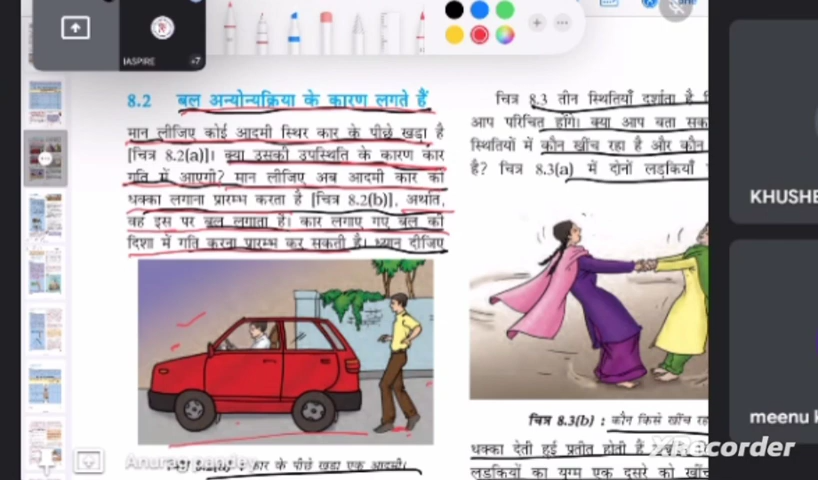 IASPIRE
+7
8.2 बल अन्योन्यक्रिया के कारण लगते हैं
मान लीजिए कोई आदमी स्थिर कार के पीछे खड़ा है
[चित्र 8.2(a)]। क्या उसकी उपस्थिति के कारण कार
गति में आएगी? मान लीजिए अब आदमी कार को
धक्का लगाना प्रारम्भ करता है [चित्र 8.2(b)], अर्थात,
वह इस पर बल लगाता है। कार लगाए गए बल की
दिशा में गति करना प्रारम्भ कर सकती है। ध्यान दीजिए
: कार के पीछे खड़ा एक आदमी।
चित्र 8.3 तीन स्थितियाँ दर्शाता है
आप परिचित होंगे। क्या आप बता सक
स्थितियों में कौन खींच रहा है और कौन
है? चित्र 8.3(a) में दोनों लड़कियाँ
चित्र 8.3(b) : कौन किसे खींच रह
धक्का देती हुई प्रतीत होती हैं
लड़कियों का युग्म एक दूसरे को खीं
Anurag pandey
KHUSHE
meenu k
XRecorder